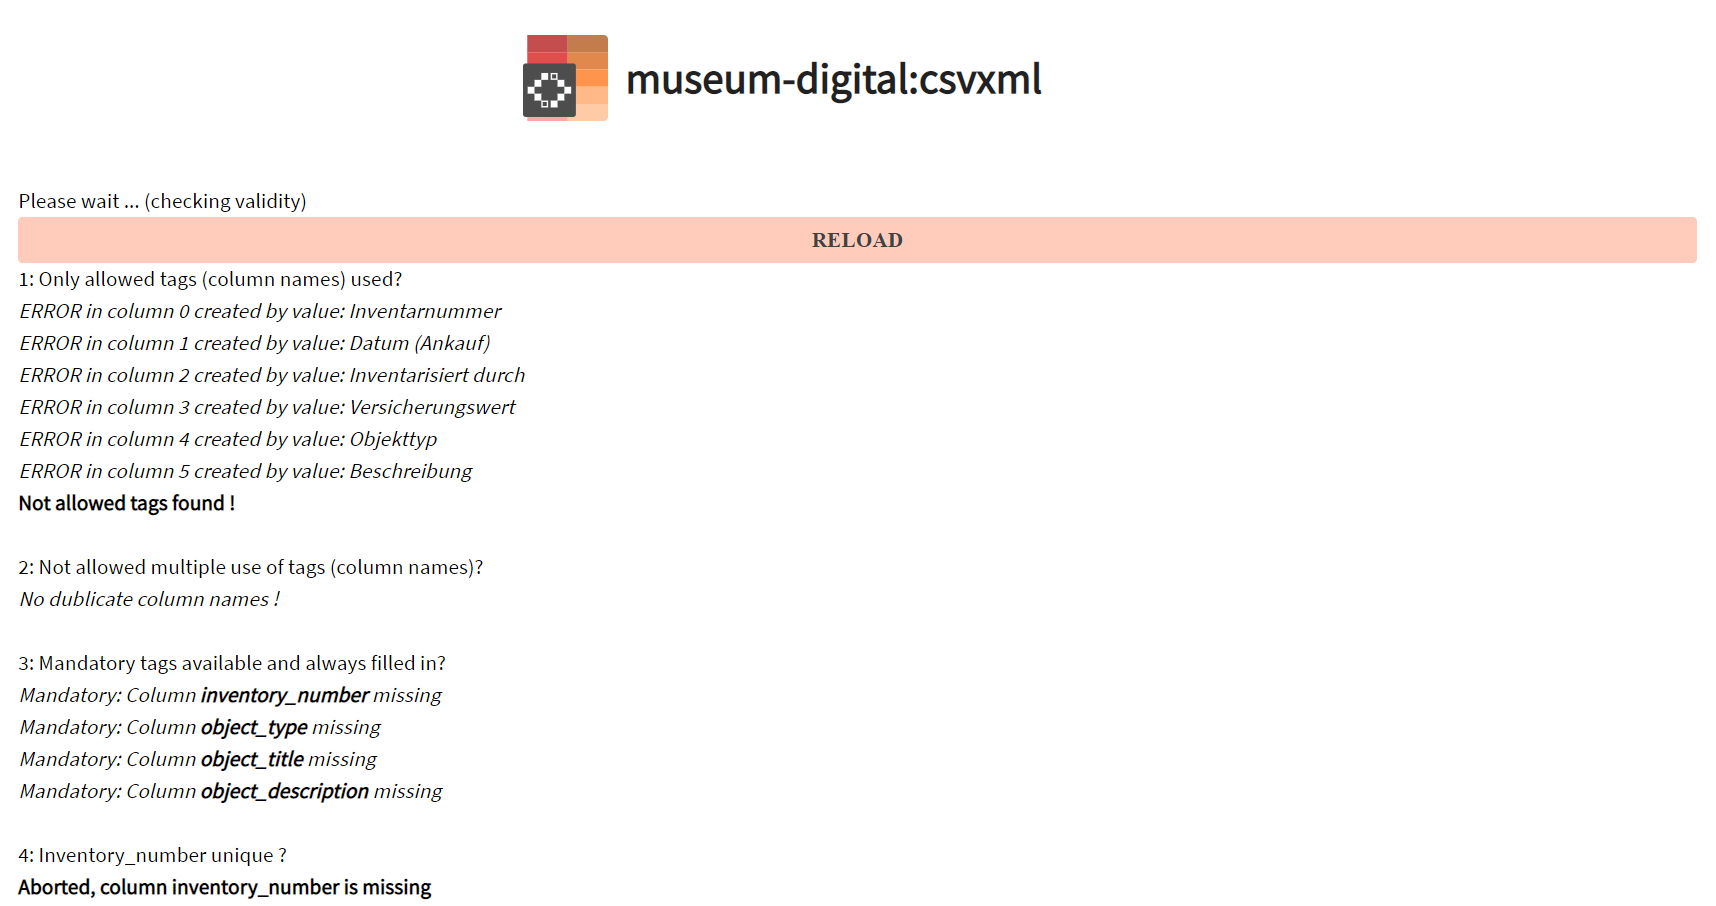 museum-digital:csvxml
Please wait ... (checking validity)
RELOAD
1: Only allowed tags (column names) used?
ERROR in column 0 created by value: Inventarnummer
ERROR in column 1 created by value: Datum (Ankauf)
ERROR in column 2 created by value: Inventarisiert durch
ERROR in column 3 created by value: Versicherungswert
ERROR in column 4 created by value: Objekttyp
ERROR in column 5 created by value: Beschreibung
Not allowed tags found !
2: Not allowed multiple use of tags (column names)?
No dublicate column names !
3: Mandatory tags available and always filled in?
Mandatory: Column inventory_number missing
Mandatory: Column object_type missing
Mandatory: Column object_title missing
Mandatory: Column object_description missing
4: Inventory_number unique ?
Aborted, column inventory_number is missing